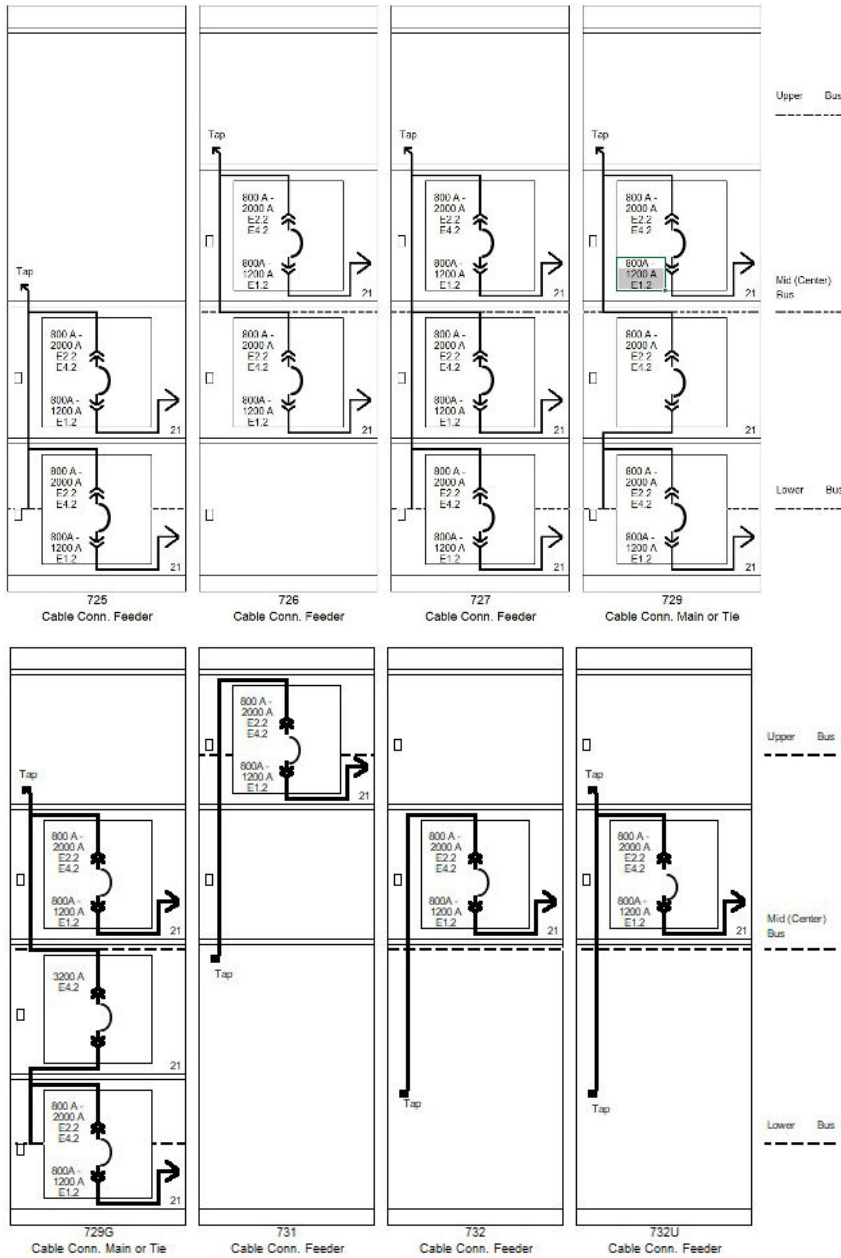 Upper Bus
Tap
Tap
Tap
800 A -
2000 A
E2.2
E4.2
800A -
1200 A
E1.2
21
800 A -
2000 A
E2.2
E4.2
800A -
1200 A
E1.2
21
800 A -
2000 A
E2.2
E4.2
800A -
1200 A
E1.2
21
Mid (Center)
Bus
Tap
800 A -
2000 A
E2.2
E4.2
800A -
1200 A
E1.2
21
800 A -
2000 A
E2.2
E4.2
800A -
1200 A
E1.2
21
800 A -
2000 A
E2.2
E4.2
800A -
1200 A
E1.2
21
800 A -
2000 A
E2.2
E4.2
800A -
1200 A
E1.2
21
Lower Bus
800 A -
2000 A
E2.2
E4.2
800A -
1200 A
E1.2
21
800 A -
2000 A
E2.2
E4.2
800A -
1200 A
E1.2
21
800 A -
2000 A
E2.2
E4.2
800A -
1200 A
E1.2
21
725
Cable Conn. Feeder
726
Cable Conn. Feeder
727
Cable Conn. Feeder
729
Cable Conn. Main or Tie
Upper Bus
800 A -
2000 A
E2.2
E4.2
800A -
1200 A
E1.2
21
Tap
Tap
800 A -
2000 A
E2.2
E4.2
800A -
1200 A
E1.2
21
800 A -
2000 A
E2.2
E4.2
800A -
1200 A
E1.2
21
800 A -
2000 A
E2.2
E4.2
800A -
1200 A
E1.2
21
Mid (Center)
Bus
3200 A
E4.2
21
Tap
Tap
Tap
800 A -
2000 A
E2.2
E4.2
800A -
1200 A
E1.2
21
Lower Bus
729G
Cable Conn. Main or Tie
731
Cable Conn. Feeder
732
Cable Conn. Feeder
732U
Cable Conn. Feeder